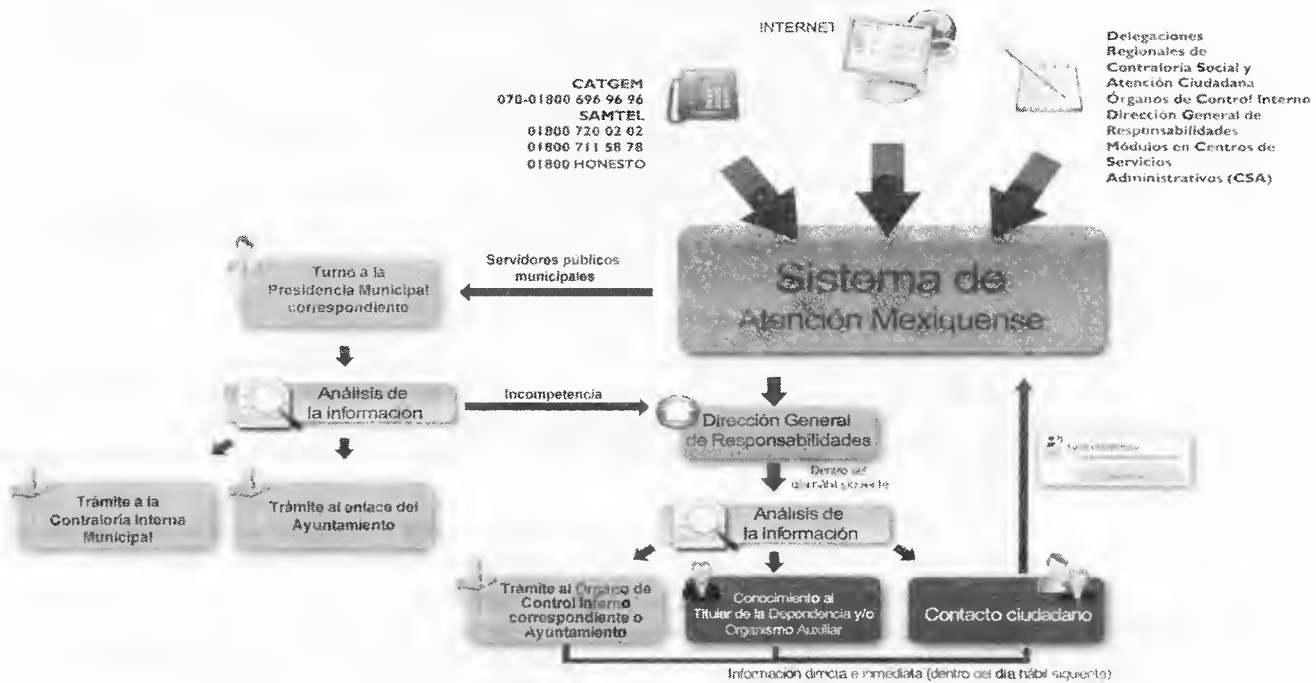 INTERNET
CATGEM
070-01800 696 96 96
SAMTEL
01800 720 02 02
01800 711 58 78
01800 HONESTO
Delegaciones
Regionales de
Contraloría Social y
Atención Ciudadana
Órganos de Control Interno
Dirección General de
Responsabilidades
Módulos en Centros de
Servicios
Administrativos (CSA)
Sistema de
Atención Mexiquense
Servidores públicos
municipales
Turno a la
Presidencia Municipal
correspondiente
Análisis de
la información
Incompetencia
Dirección General
de Responsabilidades
Dentro del
día hábil siguiente
Trámite a la
Contraloría Interna
Municipal
Trámite al enlace del
Ayuntamiento
Análisis de
la información
Trámite al Órgano de
Control Interno
correspondiente o
Ayuntamiento
Conocimiento al
Titular de la Dependencia y/o
Organismo Auxiliar
Contacto ciudadano
Información directa e inmediata (dentro del día hábil siguiente)